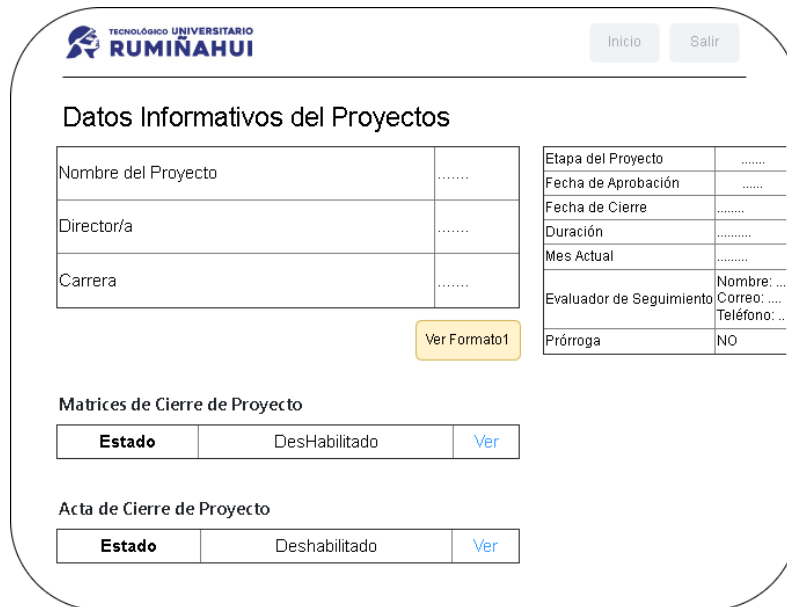 TECNOLÓGICO UNIVERSITARIO
RUMIÑAHUI
Inicio
Salir
Datos Informativos del Proyectos
Nombre del Proyecto .......
Director/a .......
Carrera .......
Ver Formato1
Etapa del Proyecto .......
Fecha de Aprobación ......
Fecha de Cierre ........
Duración ..........
Mes Actual .........
Evaluador de Seguimiento
Nombre: ...
Correo: ....
Teléfono: ..
Prórroga NO
Matrices de Cierre de Proyecto
Estado DesHabilitado Ver
Acta de Cierre de Proyecto
Estado Deshabilitado Ver